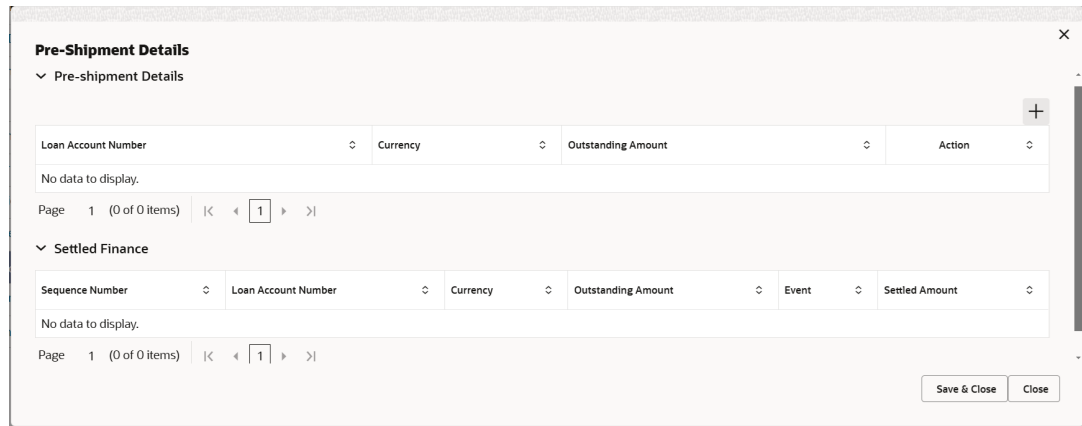 Pre-Shipment Details
Pre-shipment Details
Loan Account Number Currency Outstanding Amount Action
No data to display.
Page 1 (0 of 0 items) 1
Settled Finance
Sequence Number Loan Account Number Currency Outstanding Amount Event Settled Amount
No data to display.
Page 1 (0 of 0 items) 1
Save & Close Close